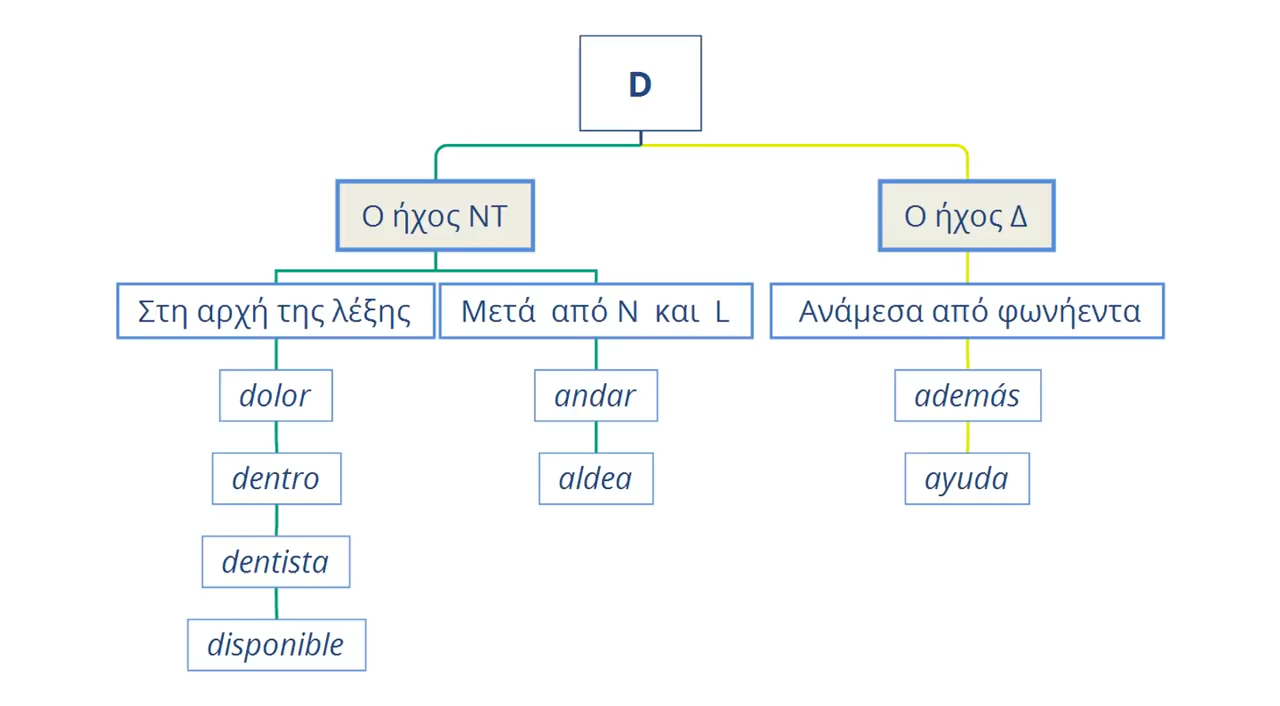 D
Ο ήχος ΝΤ
Ο ήχος Δ
Στη αρχή της λέξης
Μετά από N και L
Ανάμεσα από φωνήεντα
dolor
andar
además
dentro
aldea
ayuda
dentista
disponible